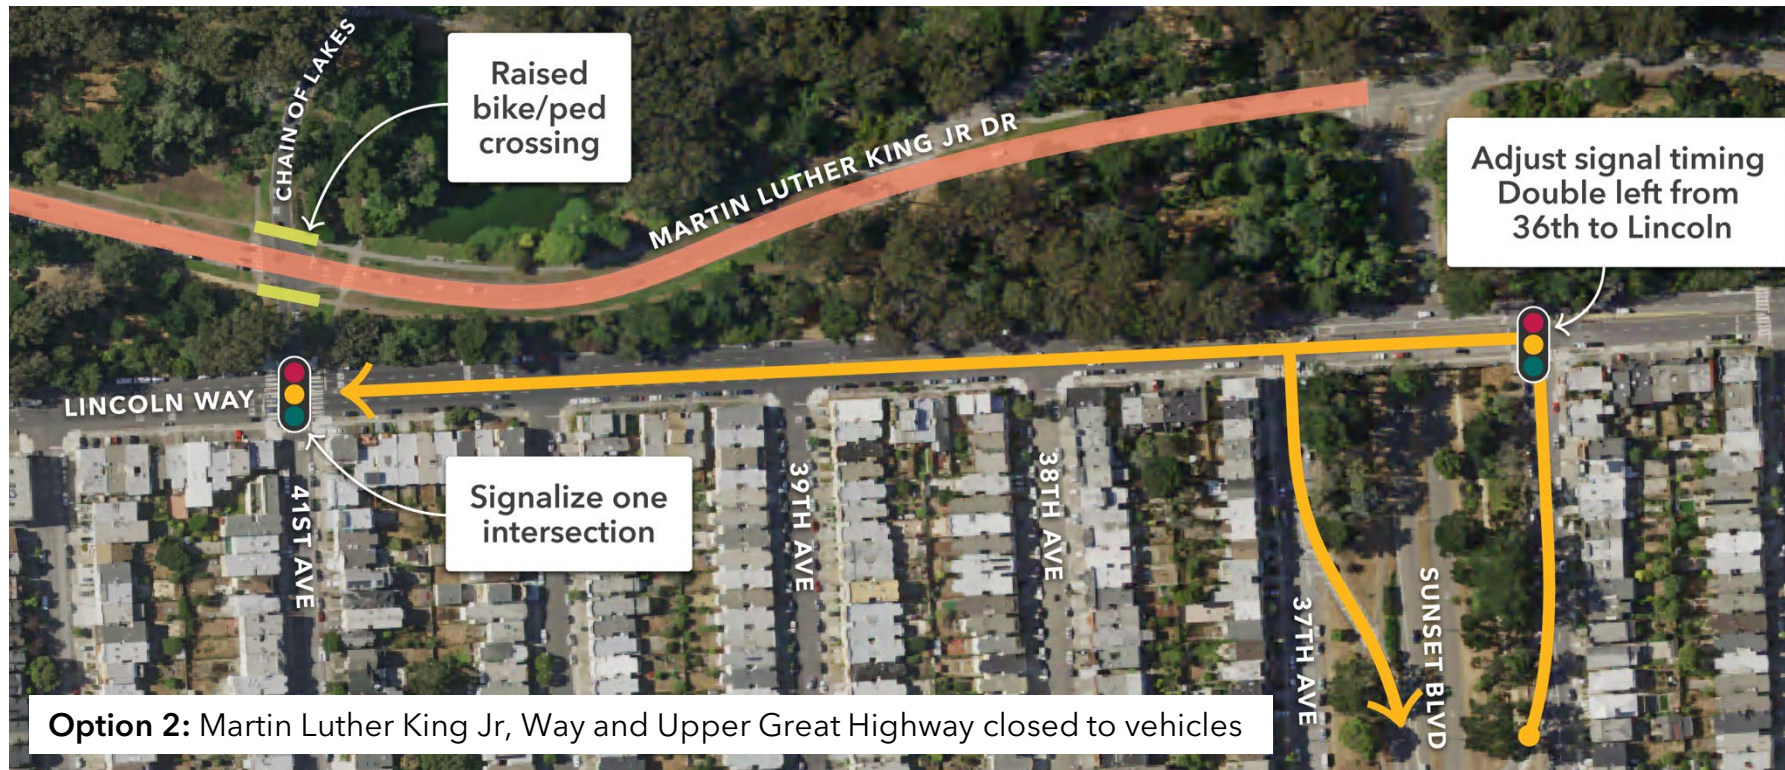 CHAIN OF LAKES
Raised
bike/ped
crossing
MARTIN LUTHER KING JR DR
Adjust signal timing
Double left from
36th to Lincoln
LINCOLN WAY
Signalize one
intersection
41ST AVE
39TH AVE
38TH AVE
37TH AVE
SUNSET BLVD
Option 2: Martin Luther King Jr, Way and Upper Great Highway closed to vehicles